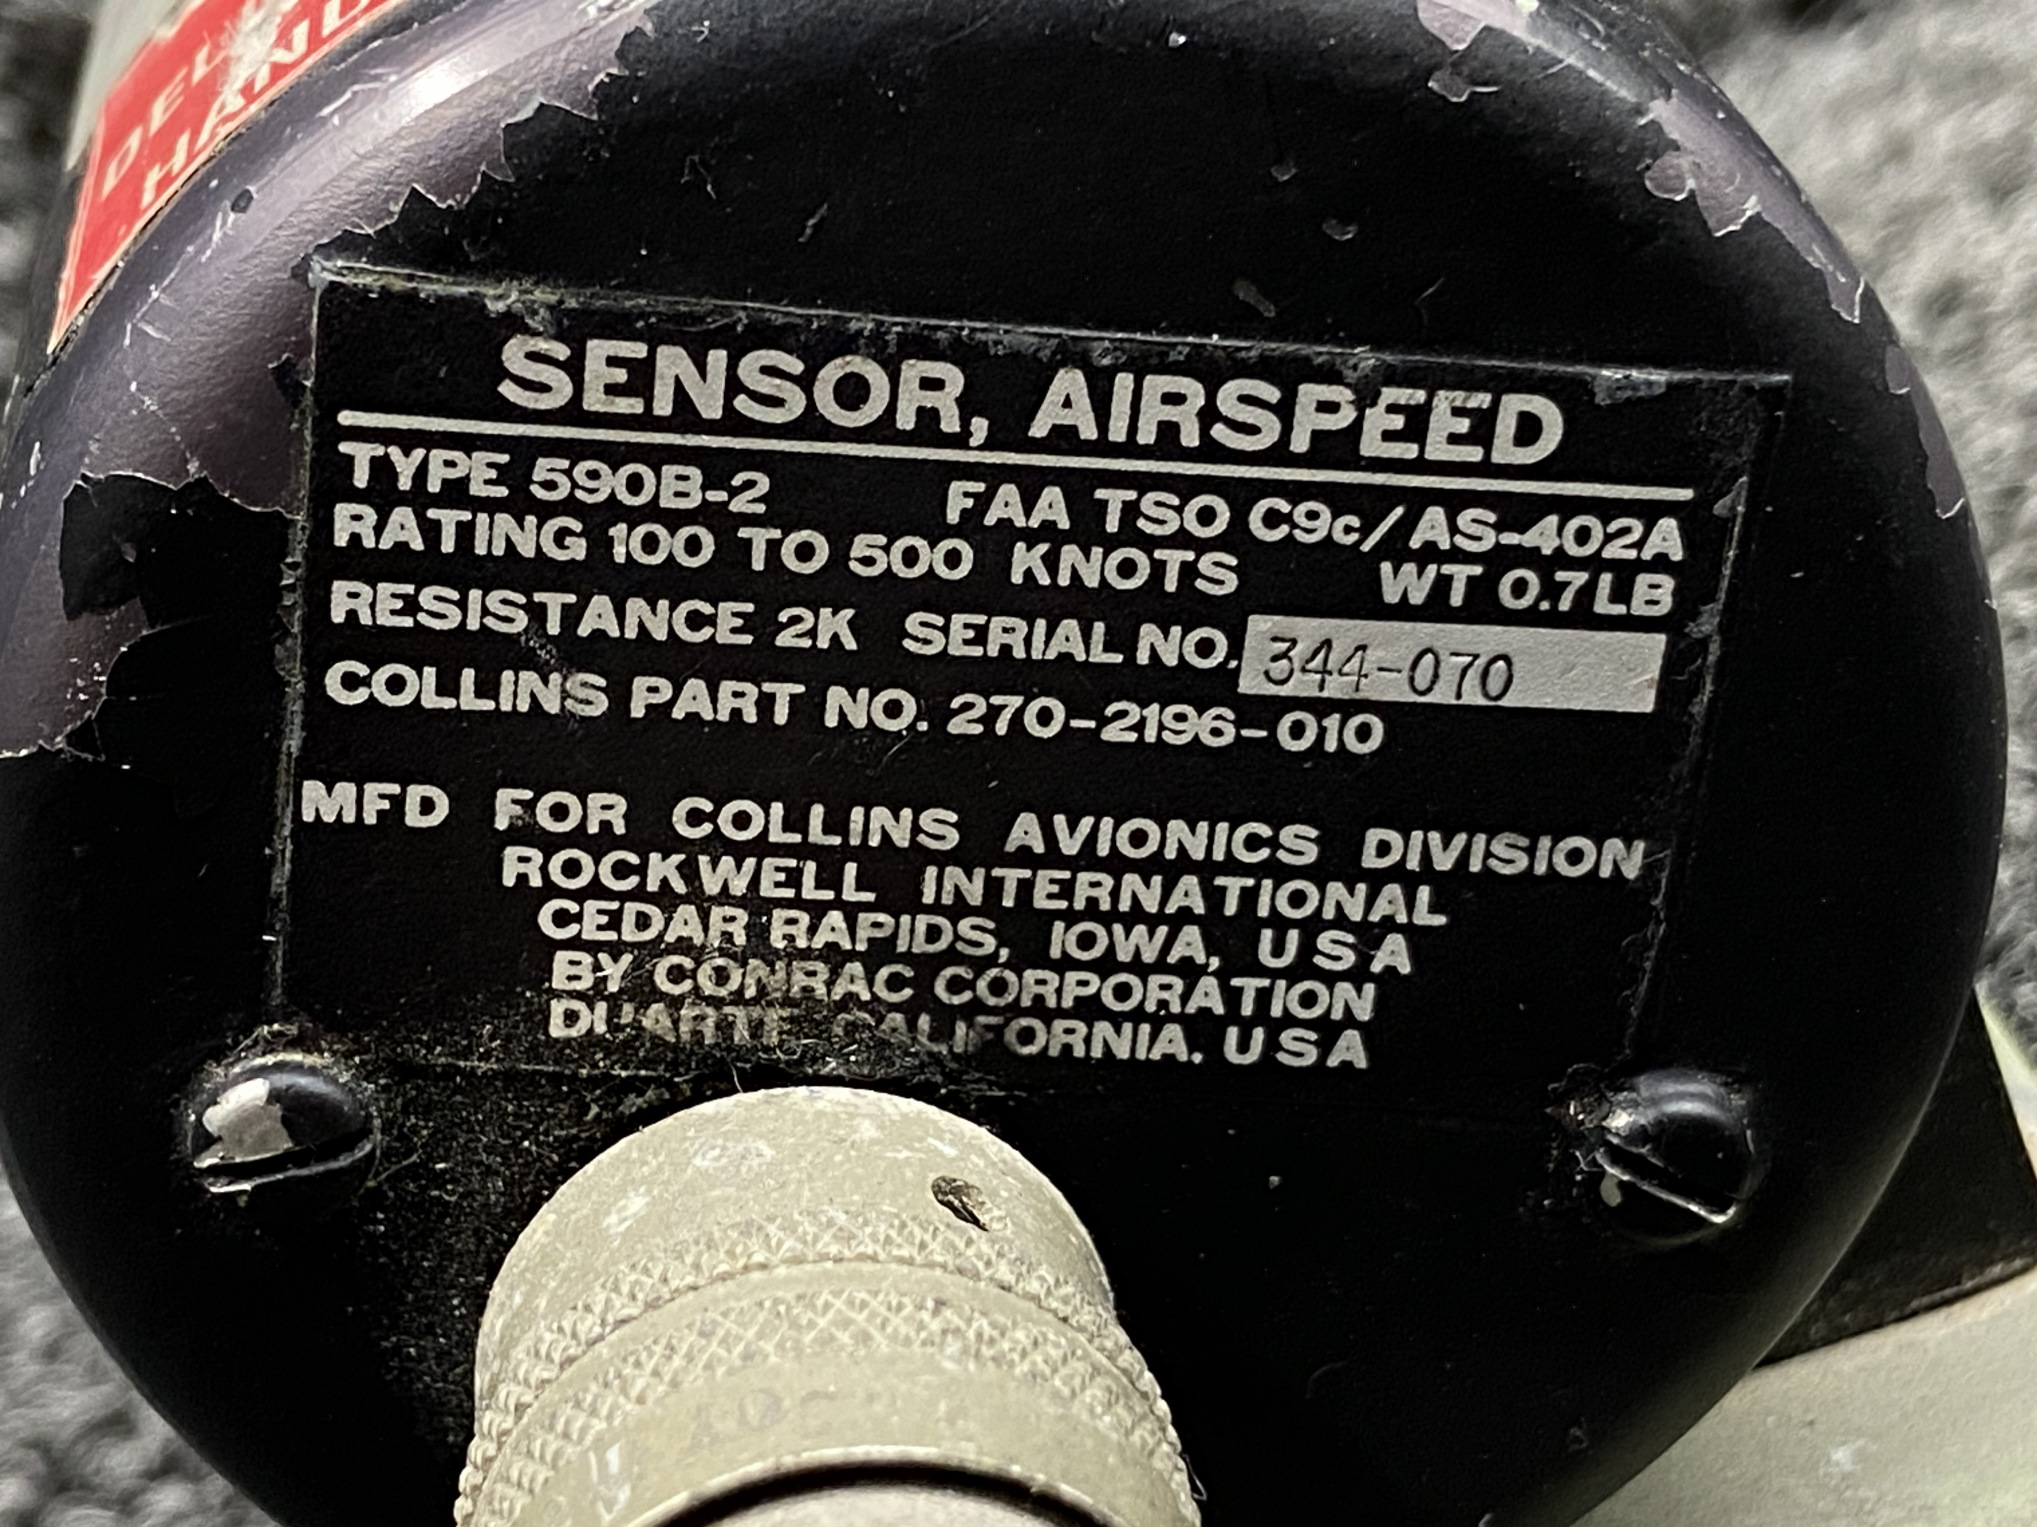 SENSOR, AIRSPEED
TYPE 590B-2 FAA TSO C9c/AS-402A
RATING 100 TO 500 KNOTS WT 0.7LB
RESISTANCE 2K SERIAL NO. 344-070
COLLINS PART NO. 270-2196-010
MFD FOR COLLINS AVIONICS DIVISION
ROCKWELL INTERNATIONAL
CEDAR RAPIDS, IOWA, U S A
BY CONRAC CORPORATION
DUARTE CALIFORNIA. U S A